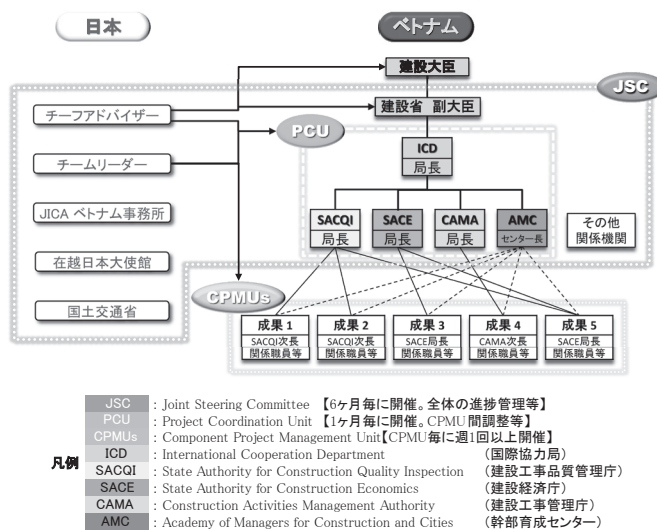 日本
ベトナム
建設大臣
JSC
チーフアドバイザー
建設省 副大臣
PCU
ICD
局長
チームリーダー
SACQI
局長
SACE
局長
CAMA
局長
AMC
センター長
その他
関係機関
JICA ベトナム事務所
在越日本大使館
CPMUs
国土交通省
成果 1
SACQI次長
関係職員等
成果 2
SACQI次長
関係職員等
成果 3
SACE局長
関係職員等
成果 4
CAMA次長
関係職員等
成果 5
SACE局長
関係職員等
凡例
JSC : Joint Steering Committee 【6ヶ月毎に開催。全体の進捗管理等】
PCU : Project Coordination Unit 【1ヶ月毎に開催。CPMU間調整等】
CPMUs : Component Project Management Unit【CPMU毎に週1回以上開催】
ICD : International Cooperation Department (国際協力局)
SACQI : State Authority for Construction Quality Inspection (建設工事品質管理庁)
SACE : State Authority for Construction Economics (建設経済庁)
CAMA : Construction Activities Management Authority (建設工事管理庁)
AMC : Academy of Managers for Construction and Cities (幹部育成センター)